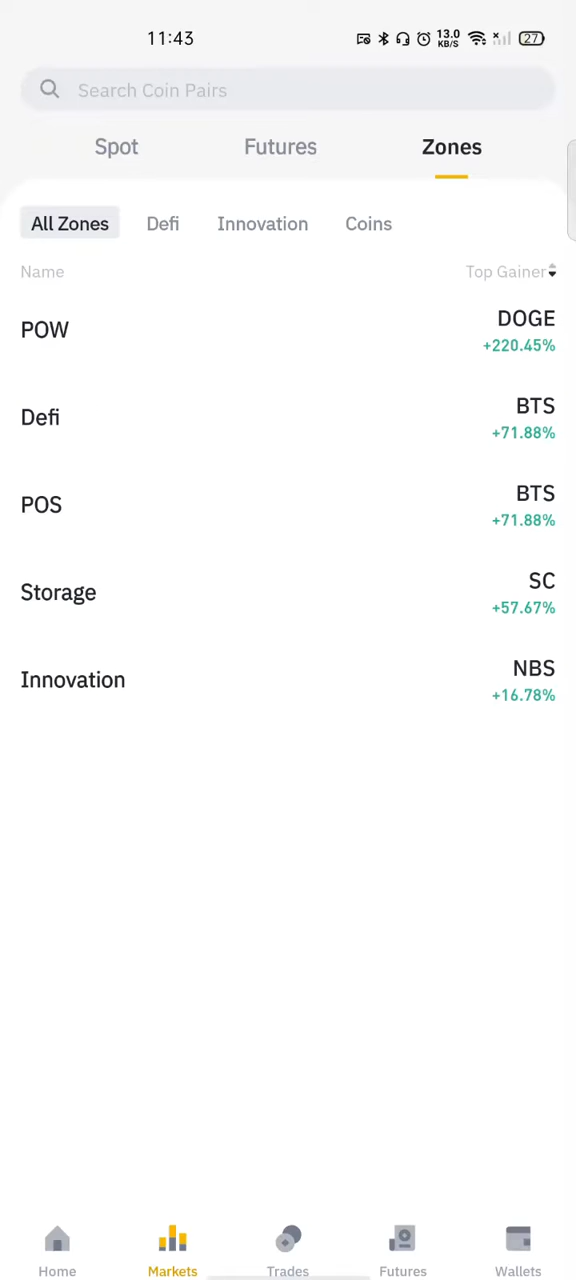 11:43 13.0 KB/S 27
Search Coin Pairs
Spot Futures Zones
All Zones Defi Innovation Coins
Name Top Gainer
POW DOGE
+220.45%
Defi BTS
+71.88%
POS BTS
+71.88%
Storage SC
+57.67%
Innovation NBS
+16.78%
Home Markets Trades Futures Wallets